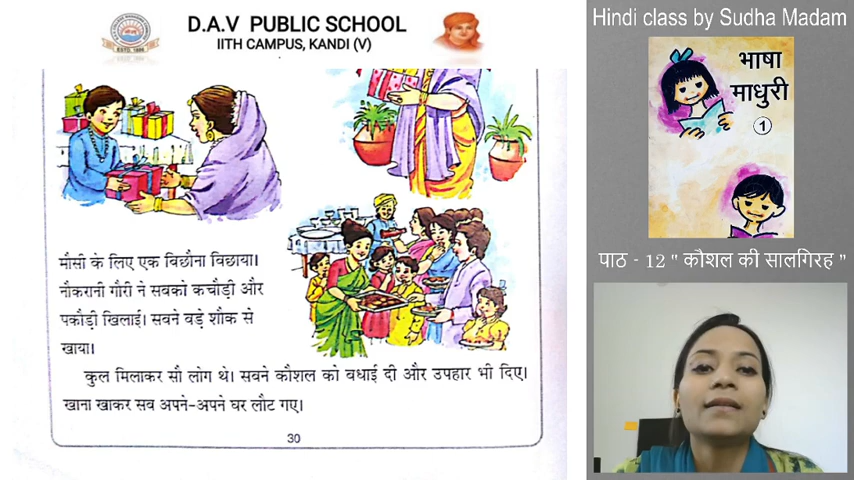 D.A.V PUBLIC SCHOOL
IITH CAMPUS, KANDI (V)
ESTD. 1886
मौसी के लिए एक बिछौना बिछाया।
नौकरानी गौरी ने सबको कचौड़ी और
पकौड़ी खिलाई। सबने बड़े शौक से
खाया।
कुल मिलाकर सौ लोग थे। सबने कौशल को बधाई दी और उपहार भी दिए।
खाना खाकर सब अपने-अपने घर लौट गए।
30
Hindi class by Sudha Madam
भाषा
माधुरी
1
पाठ - 12 " कौशल की सालगिरह "